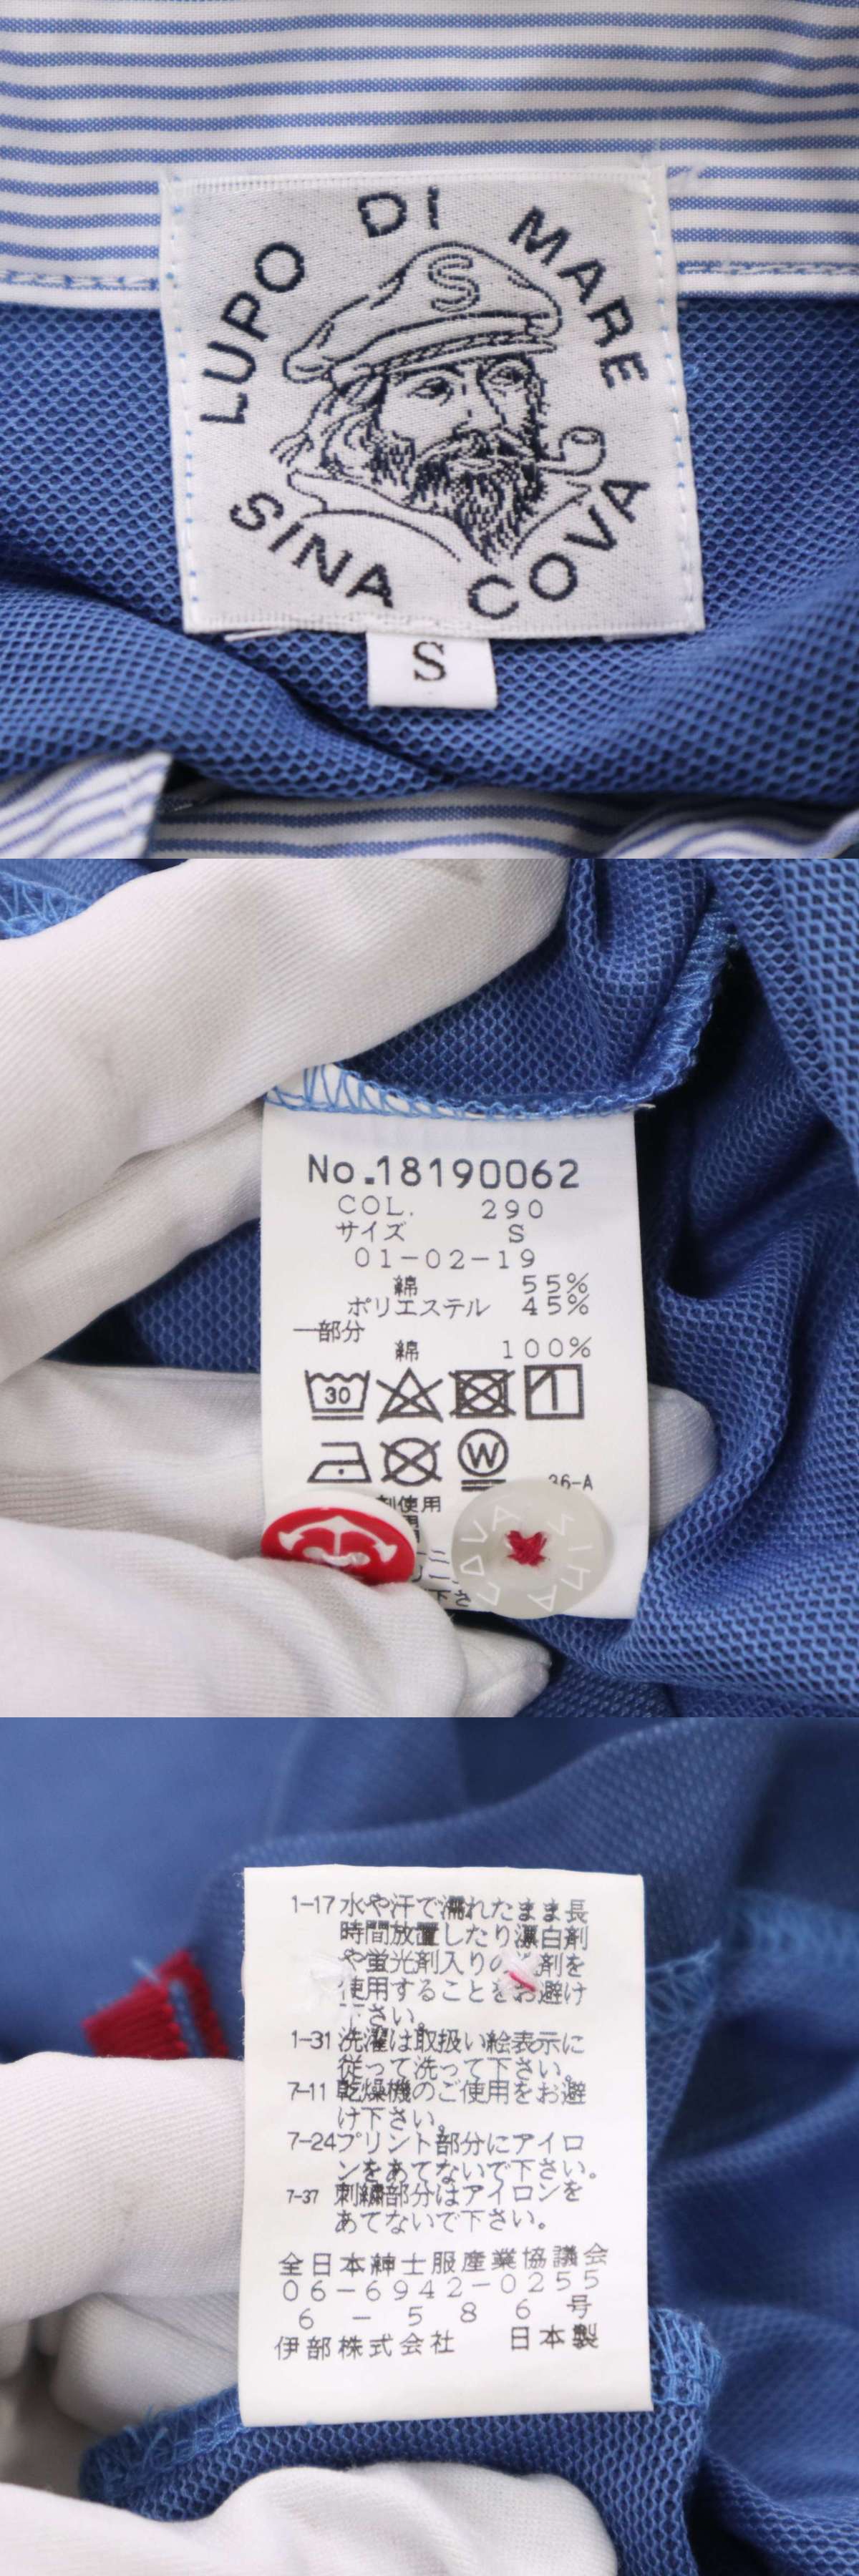 LUPO DI MARE
S
SINA COVA
S
No.18190062
COL. 290
サイズ S
01-02-19
綿 55%
ポリエステル 45%
一部分
綿 100%
30
W
36-A
剤使用
COVA SINA
下さ
1-17 水や汗で濡れたまま長
時間放置したり漂白剤
や蛍光剤入りの洗剤を
使用することをお避け
下さい。
1-31 洗濯は取扱い絵表示に
従って洗って下さい。
7-11 乾燥機のご使用をお避
け下さい。
7-24 プリント部分にアイロ
ンをあてないで下さい。
7-37 刺繍部分はアイロンを
あてないで下さい。
全日本紳士服産業協議会
06-6942-0255
6-586号
伊部株式会社 日本製